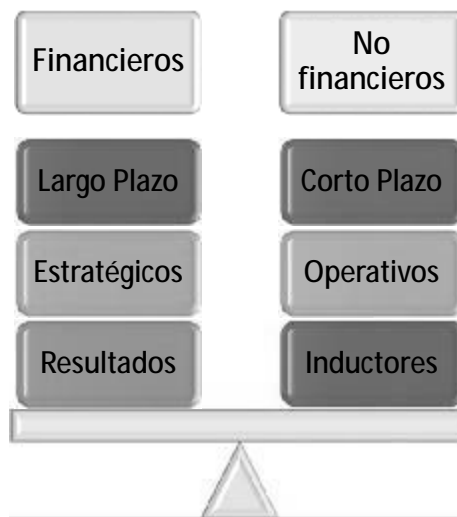 Financieros
No
financieros
Largo Plazo
Corto Plazo
Estratégicos
Operativos
Resultados
Inductores